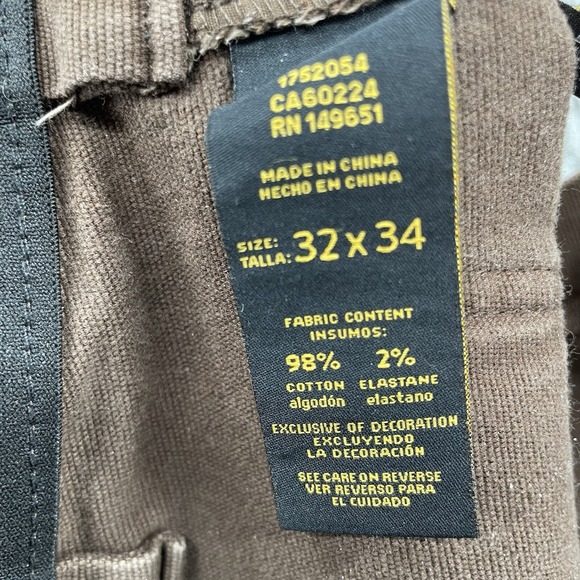 1752054
CA60224
RN 149651
MADE IN CHINA
HECHO EN CHINA
SIZE:
TALLA: 32 x 34
FABRIC CONTENT
INSUMOS:
98% 2%
COTTON ELASTANE
algodón elastano
EXCLUSIVE OF DECORATION
EXCLUYENDO
LA DECORACIÓN
SEE CARE ON REVERSE
VER REVERSO PARA
EL CUIDADO